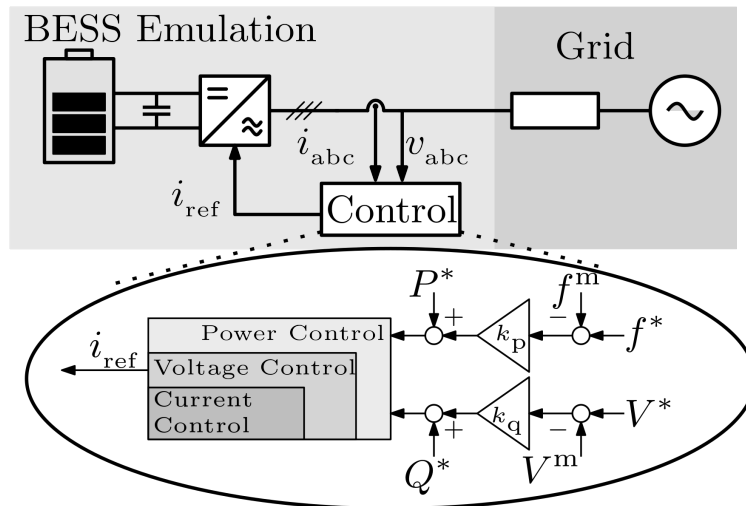 BESS Emulation
Grid
i_abc
v_abc
i_ref
Control
P*
f^m
+
−
k_p
f*
Power Control
i_ref
Voltage Control
Current
Control
k_q
V*
+
−
Q*
V^m